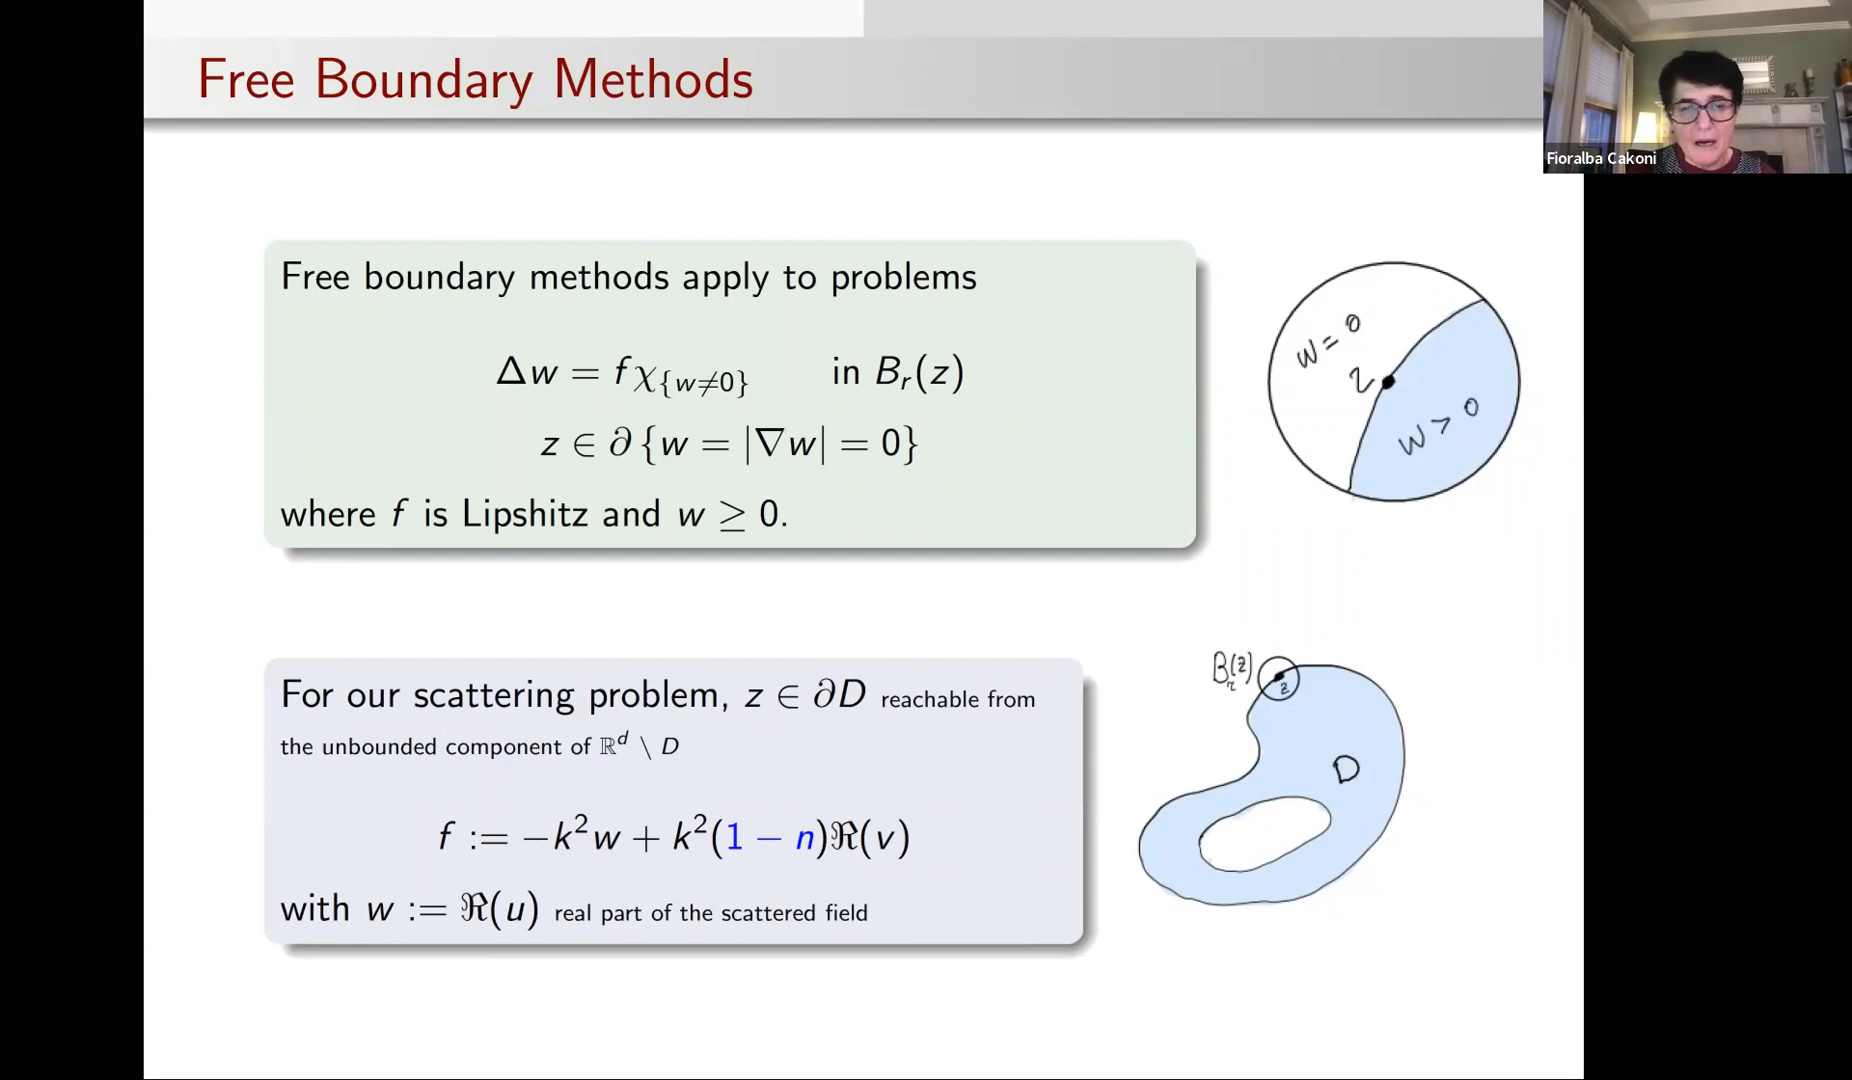 Free Boundary Methods
Fioralba Cakoni
Free boundary methods apply to problems
Δw = fχ_{w≠0} in B_r(z)
z ∈ ∂ {w = |∇w| = 0}
where f is Lipshitz and w ≥ 0.
w = 0
z
w > 0
For our scattering problem, z ∈ ∂D reachable from
the unbounded component of ℝ^d \ D
f := −k²w + k²(1 − n)ℜ(v)
with w := ℜ(u) real part of the scattered field
B_r(z)
z
D